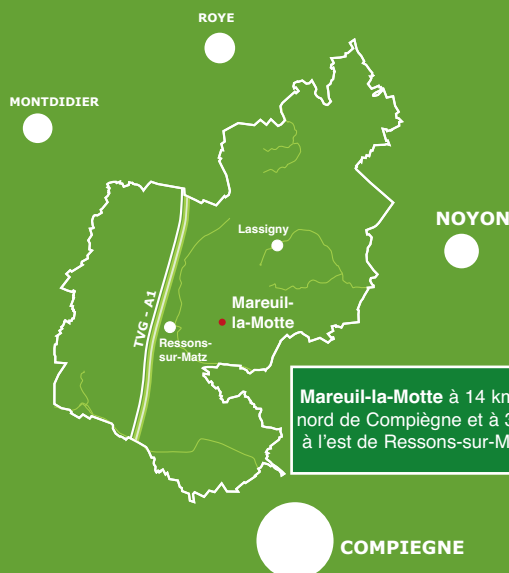 ROYE
MONTDIDIER
NOYON
Lassigny
TVG - A1
Mareuil-
la-Motte
Ressons-
sur-Matz
Mareuil-la-Motte à 14 km
nord de Compiègne et à 3
à l'est de Ressons-sur-M
COMPIEGNE